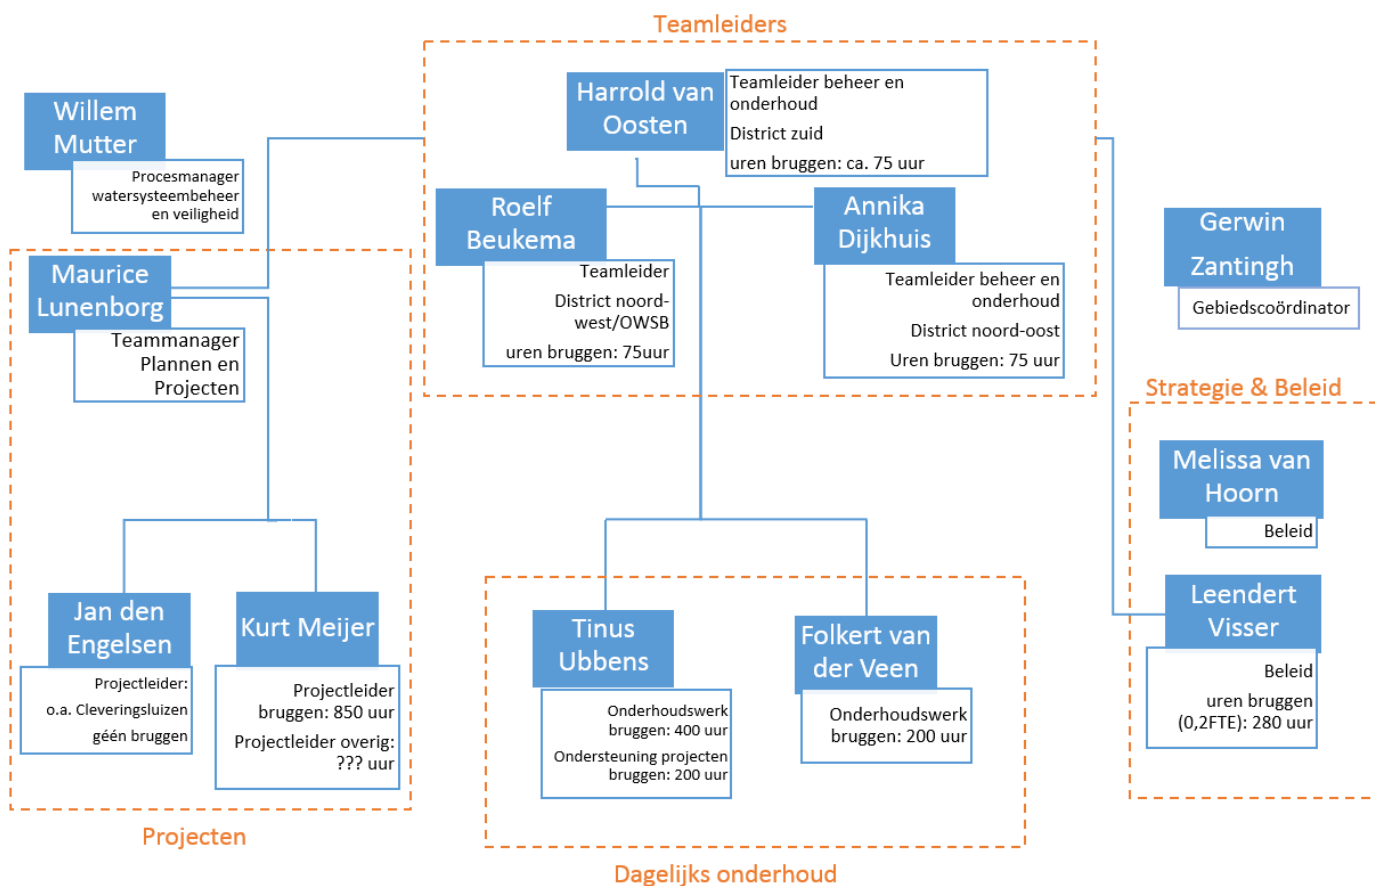 Teamleiders
Willem
Mutter
Procesmanager
watersysteembeheer
en veiligheid
Harrold van
Oosten
Teamleider beheer en
onderhoud
District zuid
uren bruggen: ca. 75 uur
Roelf
Beukema
Teamleider
District noord-
west/OWSB
uren bruggen: 75uur
Annika
Dijkhuis
Teamleider beheer en
onderhoud
District noord-oost
Uren bruggen: 75 uur
Gerwin
Zantingh
Gebiedscoördinator
Maurice
Lunenborg
Teammanager
Plannen en
Projecten
Strategie & Beleid
Melissa van
Hoorn
Beleid
Leendert
Visser
Beleid
uren bruggen
(0,2FTE): 280 uur
Jan den
Engelsen
Projectleider:
o.a. Cleveringsluizen
géén bruggen
Kurt Meijer
Projectleider
bruggen: 850 uur
Projectleider overig:
??? uur
Tinus
Ubbens
Onderhoudswerk
bruggen: 400 uur
Ondersteuning projecten
bruggen: 200 uur
Folkert van
der Veen
Onderhoudswerk
bruggen: 200 uur
Projecten
Dagelijks onderhoud